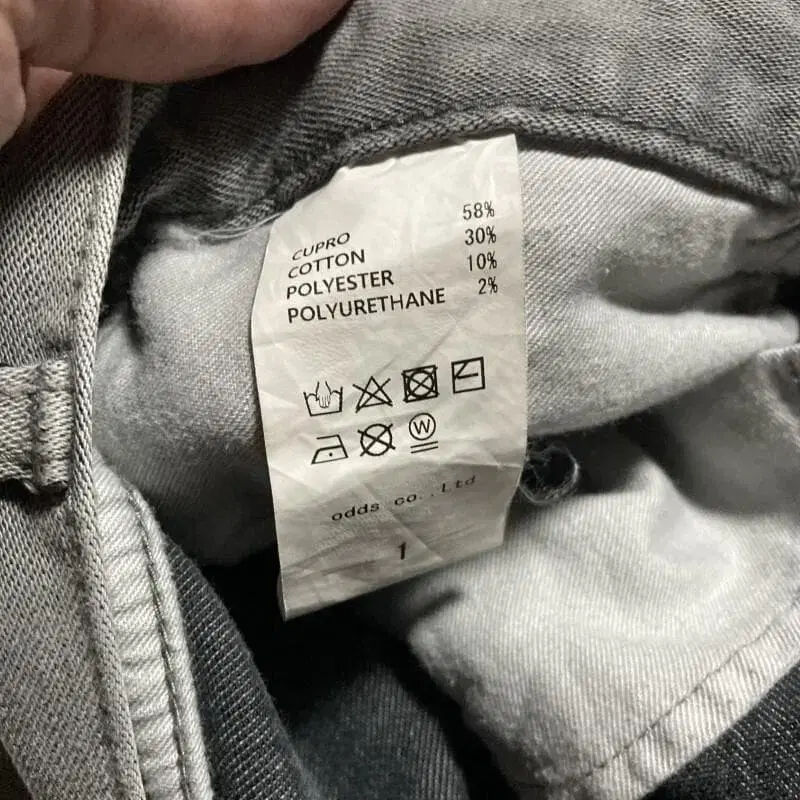 CUPRO 58%
COTTON 30%
POLYESTER 10%
POLYURETHANE 2%
W
odds co., Ltd
1